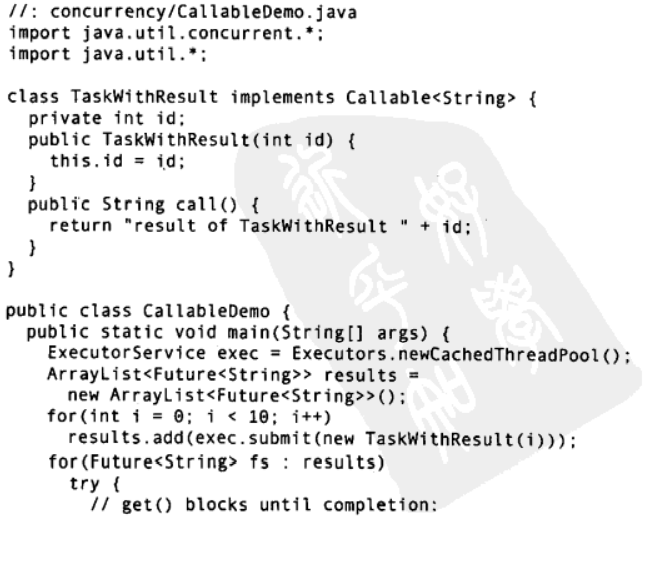 //: concurrency/CallableDemo.java
import java.util.concurrent.*;
import java.util.*;

class TaskWithResult implements Callable<String> {
  private int id;
  public TaskWithResult(int id) {
    this.id = id;
  }
  public String call() {
    return "result of TaskWithResult " + id;
  }
}

public class CallableDemo {
  public static void main(String[] args) {
    ExecutorService exec = Executors.newCachedThreadPool();
    ArrayList<Future<String>> results =
      new ArrayList<Future<String>>();
    for(int i = 0; i < 10; i++)
      results.add(exec.submit(new TaskWithResult(i)));
    for(Future<String> fs : results)
      try {
        // get() blocks until completion: